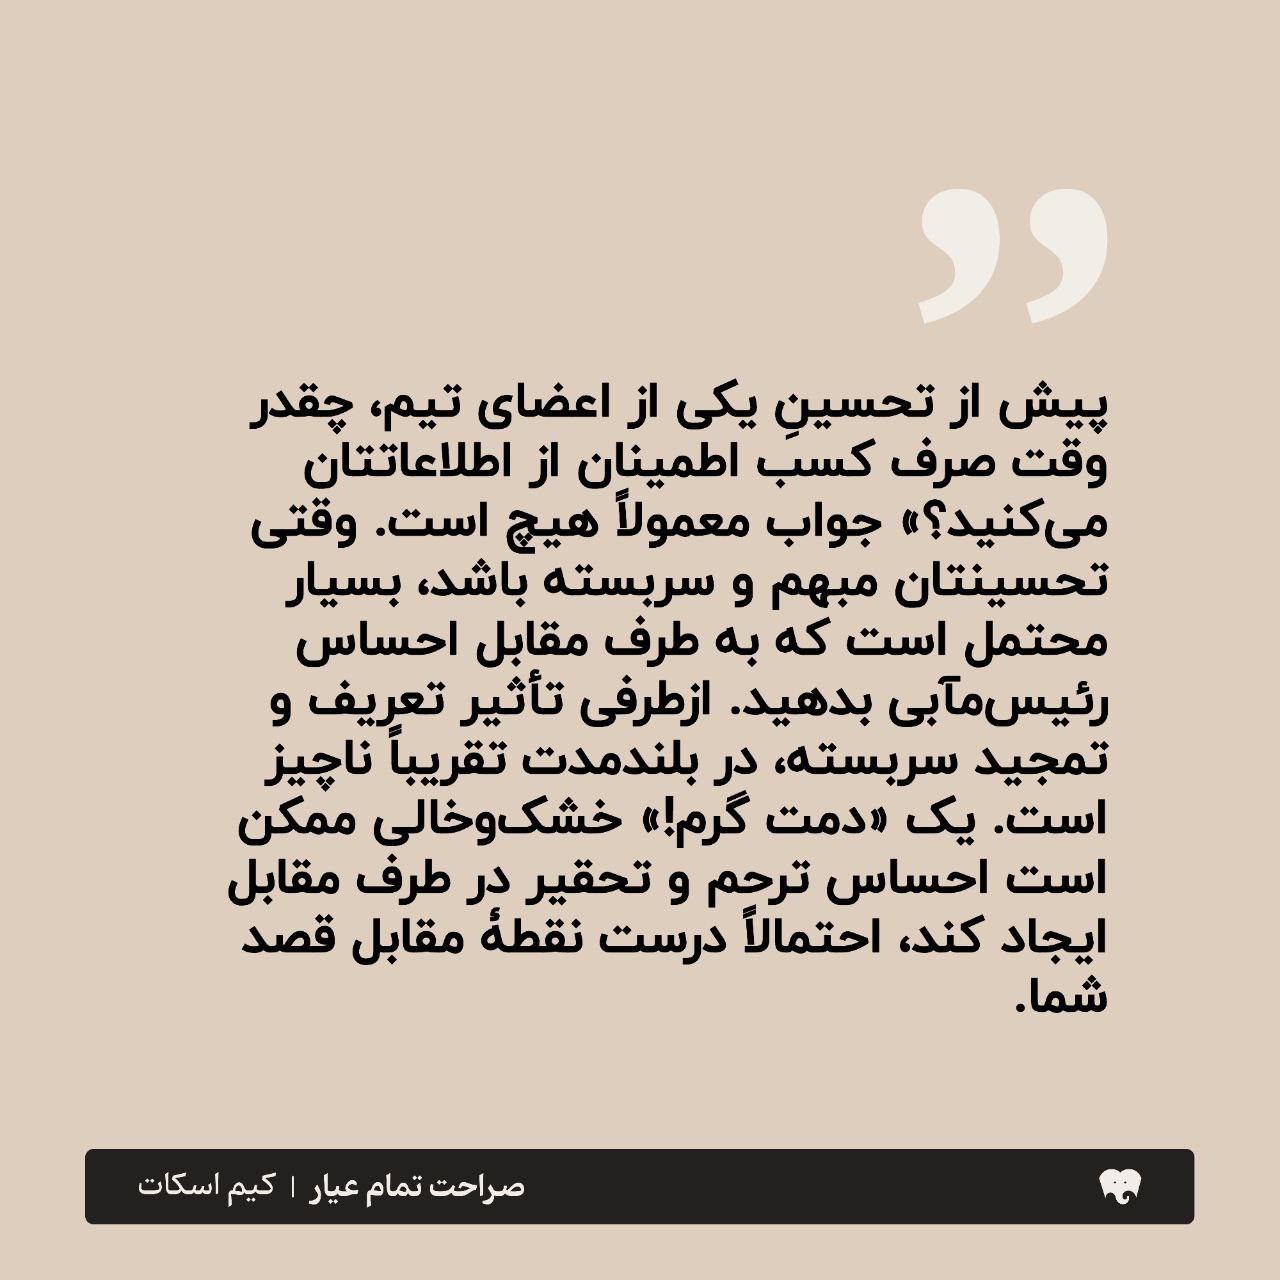 پیش از تحسینِ یکی از اعضای تیم، چقدر
وقت صرف کسب اطمینان از اطلاعاتتان
می‌کنید؟» جواب معمولاً هیچ است. وقتی
تحسینتان مبهم و سربسته باشد، بسیار
محتمل است که به طرف مقابل احساس
رئیس‌مآبی بدهید. ازطرفی تأثیر تعریف و
تمجید سربسته، در بلندمدت تقریباً ناچیز
است. یک «دمت گرم!» خشک‌وخالی ممکن
است احساس ترحم و تحقیر در طرف مقابل
ایجاد کند، احتمالاً درست نقطهٔ مقابل قصد
شما.
صراحت تمام عیار | کیم اسکات